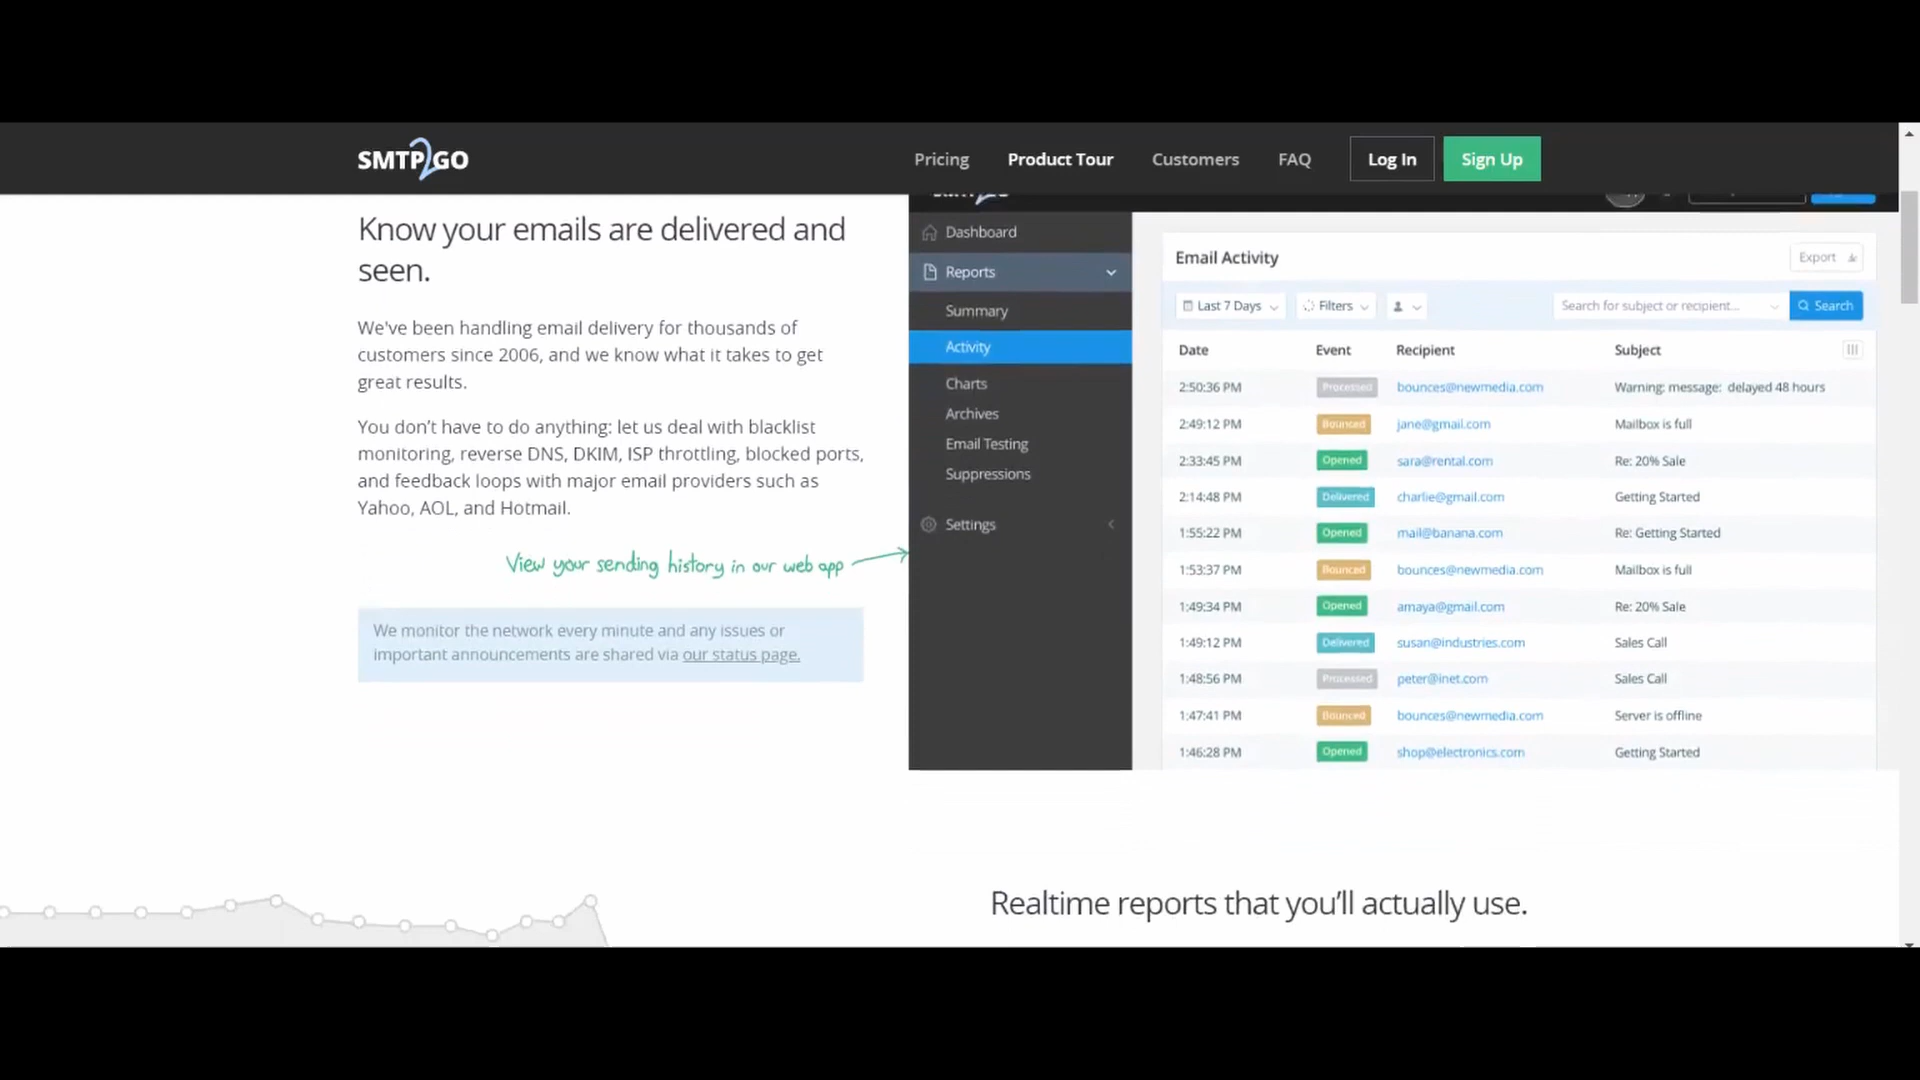 SMTP2GO
Pricing
Product Tour
Customers
FAQ
Log In
Sign Up
Know your emails are delivered and
seen.
We've been handling email delivery for thousands of
customers since 2006, and we know what it takes to get
great results.
You don’t have to do anything: let us deal with blacklist
monitoring, reverse DNS, DKIM, ISP throttling, blocked ports,
and feedback loops with major email providers such as
Yahoo, AOL, and Hotmail.
View your sending history in our web app
We monitor the network every minute and any issues or
important announcements are shared via our status page.
Dashboard
Reports
Summary
Activity
Charts
Archives
Email Testing
Suppressions
Settings
Email Activity
Export
Last 7 Days
Filters
Search for subject or recipient...
Search
Date Event Recipient Subject
2:50:36 PM Processed bounces@newmedia.com Warning: message: delayed 48 hours
2:49:12 PM Bounced jane@gmail.com Mailbox is full
2:33:45 PM Opened sara@rental.com Re: 20% Sale
2:14:48 PM Delivered charlie@gmail.com Getting Started
1:55:22 PM Opened mail@banana.com Re: Getting Started
1:53:37 PM Bounced bounces@newmedia.com Mailbox is full
1:49:34 PM Opened amaya@gmail.com Re: 20% Sale
1:49:12 PM Delivered susan@industries.com Sales Call
1:48:56 PM Processed peter@inet.com Sales Call
1:47:41 PM Bounced bounces@newmedia.com Server is offline
1:46:28 PM Opened shop@electronics.com Getting Started
Realtime reports that you’ll actually use.